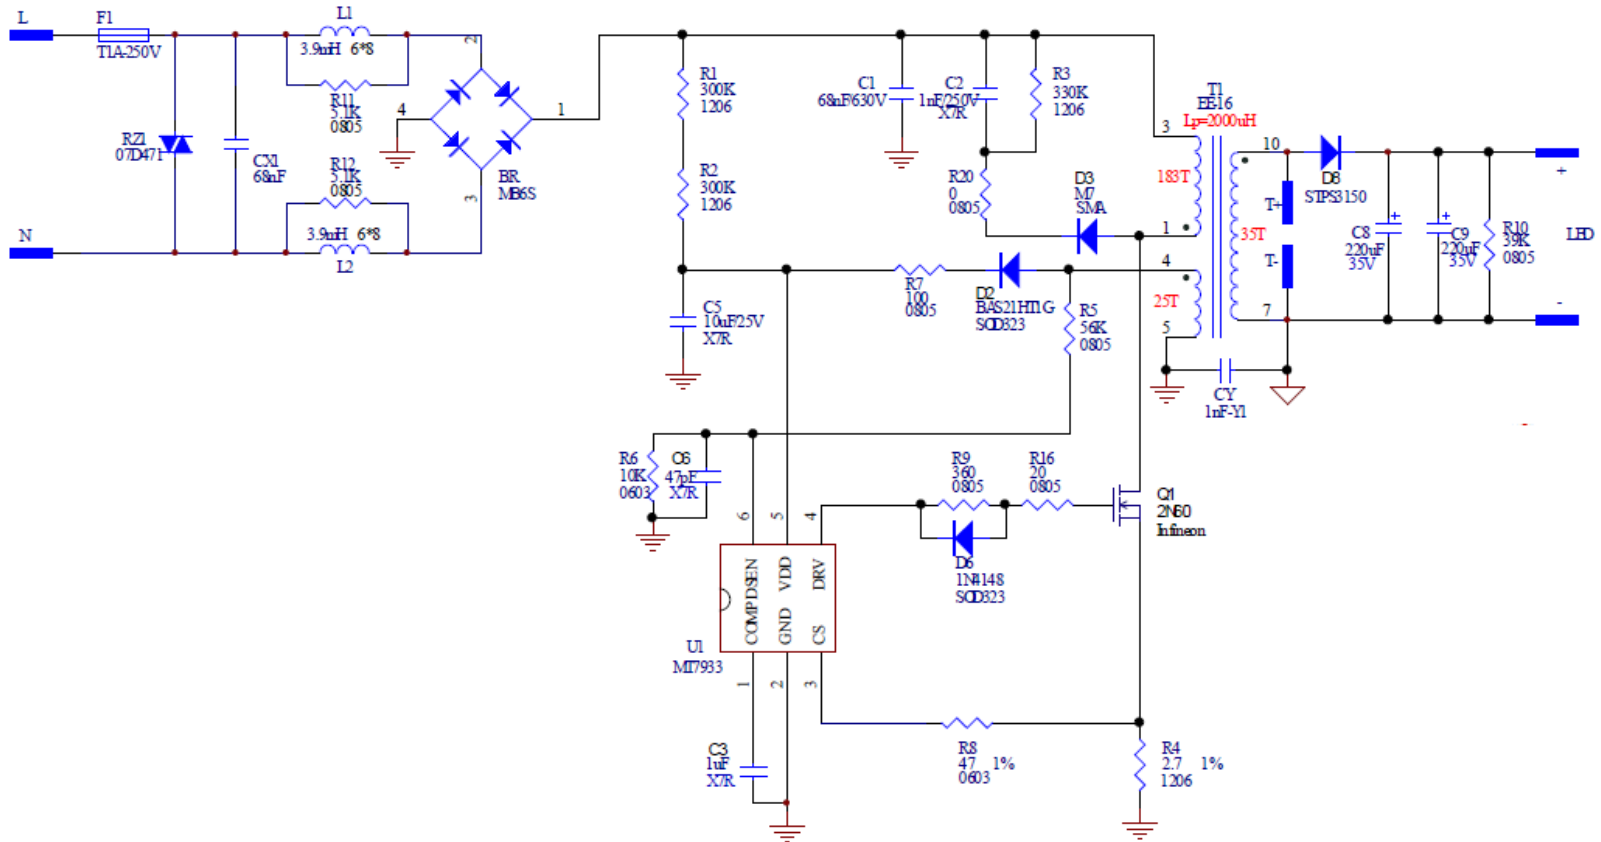 L
F1
T1A-250V
L1
3.9mH 6*8
R11
5.1K
0805
RZ1
07D471
CX1
68nF
R12
5.1K
0805
3.9mH 6*8
L2
N
2
4
1
3
BR
MB6S
R1
300K
1206
R2
300K
1206
C1
68nF/630V
C2
1nF/250V
X7R
R3
330K
1206
R20
0
0805
D3
M7
SMA
T1
EE-16
Lp=2000uH
3
183T
1
4
25T
5
10
35T
7
T+
T-
D8
STPS3150
C8
220uF
35V
C9
220uF
35V
R10
39K
0805
+
LED
-
C5
10uF/25V
X7R
R7
100
0805
D2
BAS21HT1G
SOD323
R5
56K
0805
CY
1nF-Y1
-
R6
10K
0603
C6
47pF
X7R
6
5
4
R9
360
0805
R16
20
0805
D6
1N4148
SOD323
Q1
2N60
Infineon
COMP
DSEN
GND
VDD
CS
DRV
U1
MT7933
1
2
3
C3
1uF
X7R
R8
47 1%
0603
R4
2.7 1%
1206